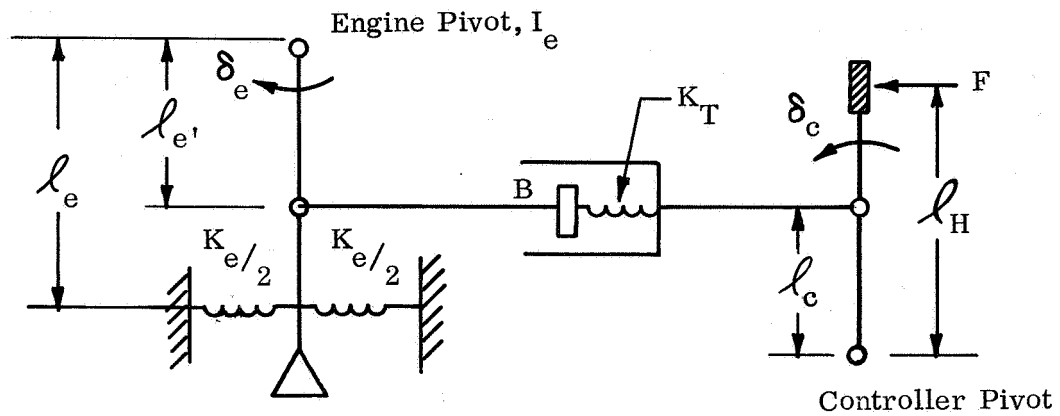 Engine Pivot, I_e
δ_e
ℓ_e'
ℓ_e
K_T
F
δ_c
B
ℓ_H
K_e/2
K_e/2
ℓ_c
Controller Pivot